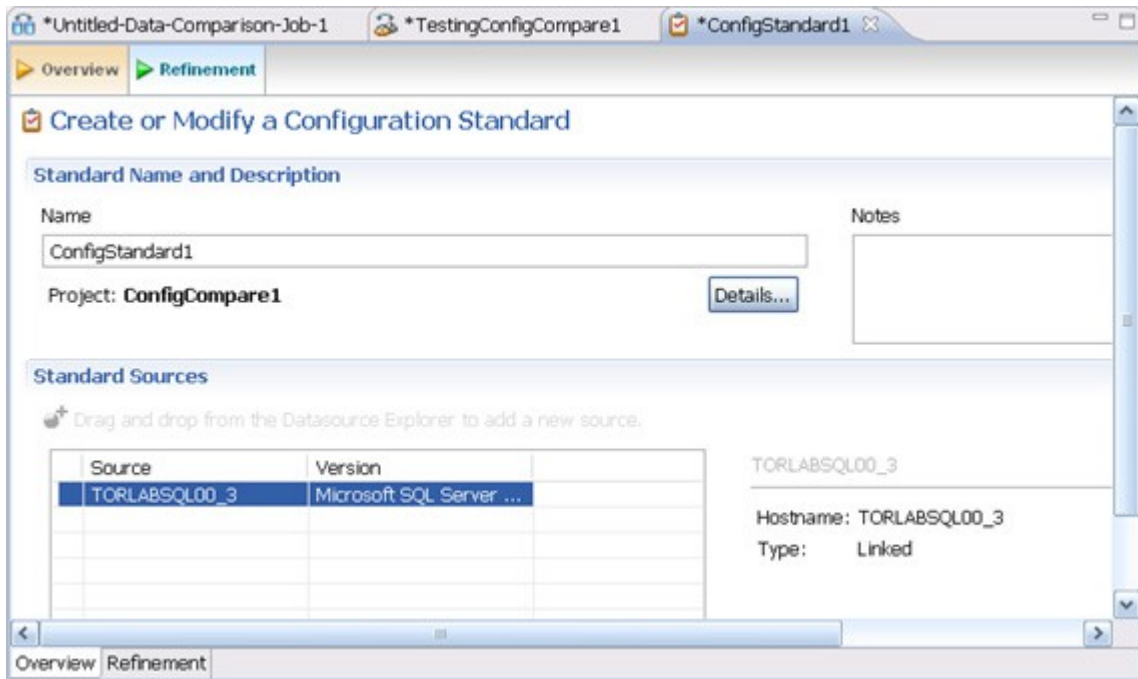 *Untitled-Data-Comparison-Job-1 *TestingConfigCompare1 *ConfigStandard1
Overview Refinement
Create or Modify a Configuration Standard
Standard Name and Description
Name Notes
ConfigStandard1
Project: ConfigCompare1 Details...
Standard Sources
Drag and drop from the Datasource Explorer to add a new source.
Source Version TORLABSQL00_3
TORLABSQL00_3 Microsoft SQL Server ...
Hostname: TORLABSQL00_3
Type: Linked
Overview Refinement